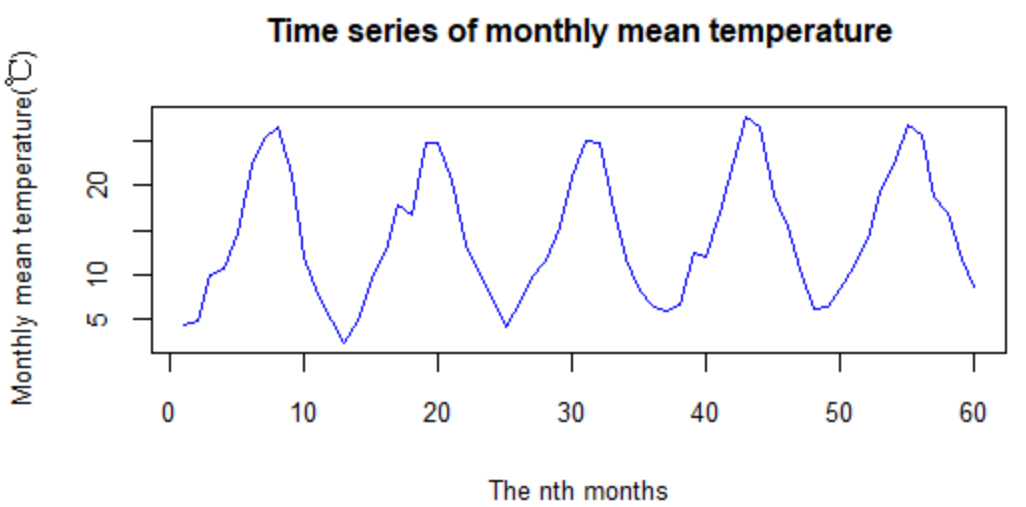 Time series of monthly mean temperature
Monthly mean temperature(℃)
20
10
5
0 10 20 30 40 50 60
The nth months